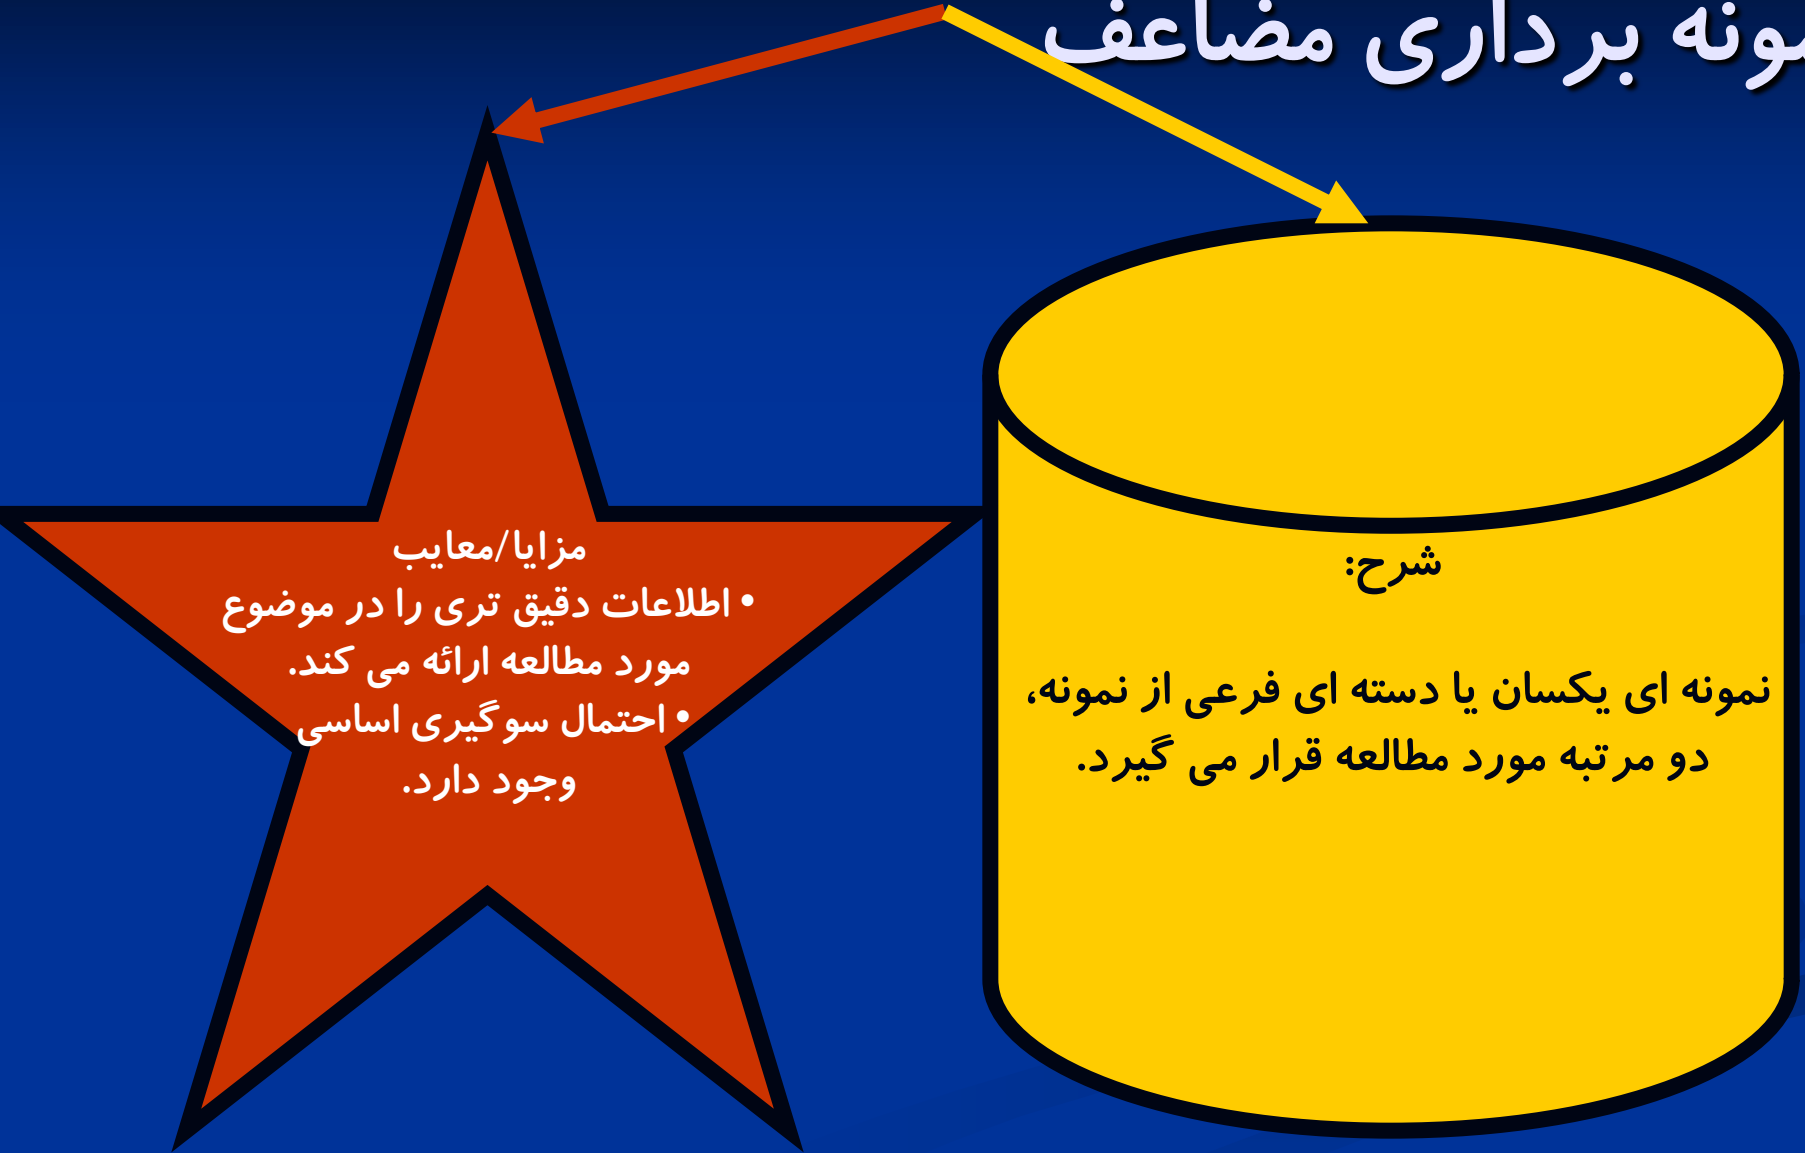 نمونه برداری مضاعف
شرح:
نمونه ای یکسان یا دسته ای فرعی از نمونه،
دو مرتبه مورد مطالعه قرار می گیرد.
مزایا/معایب
• اطلاعات دقیق تری را در موضوع
مورد مطالعه ارائه می کند.
• احتمال سوگیری اساسی
وجود دارد.